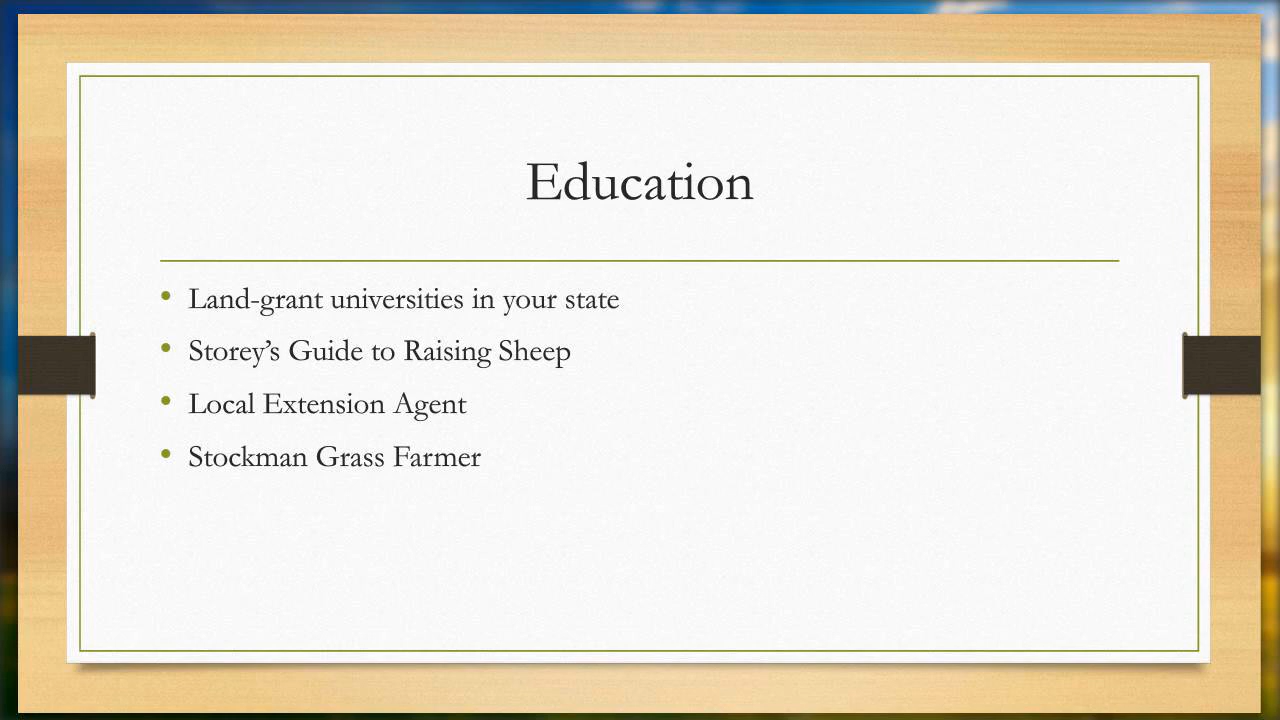 Education
• Land-grant universities in your state
• Storey’s Guide to Raising Sheep
• Local Extension Agent
• Stockman Grass Farmer